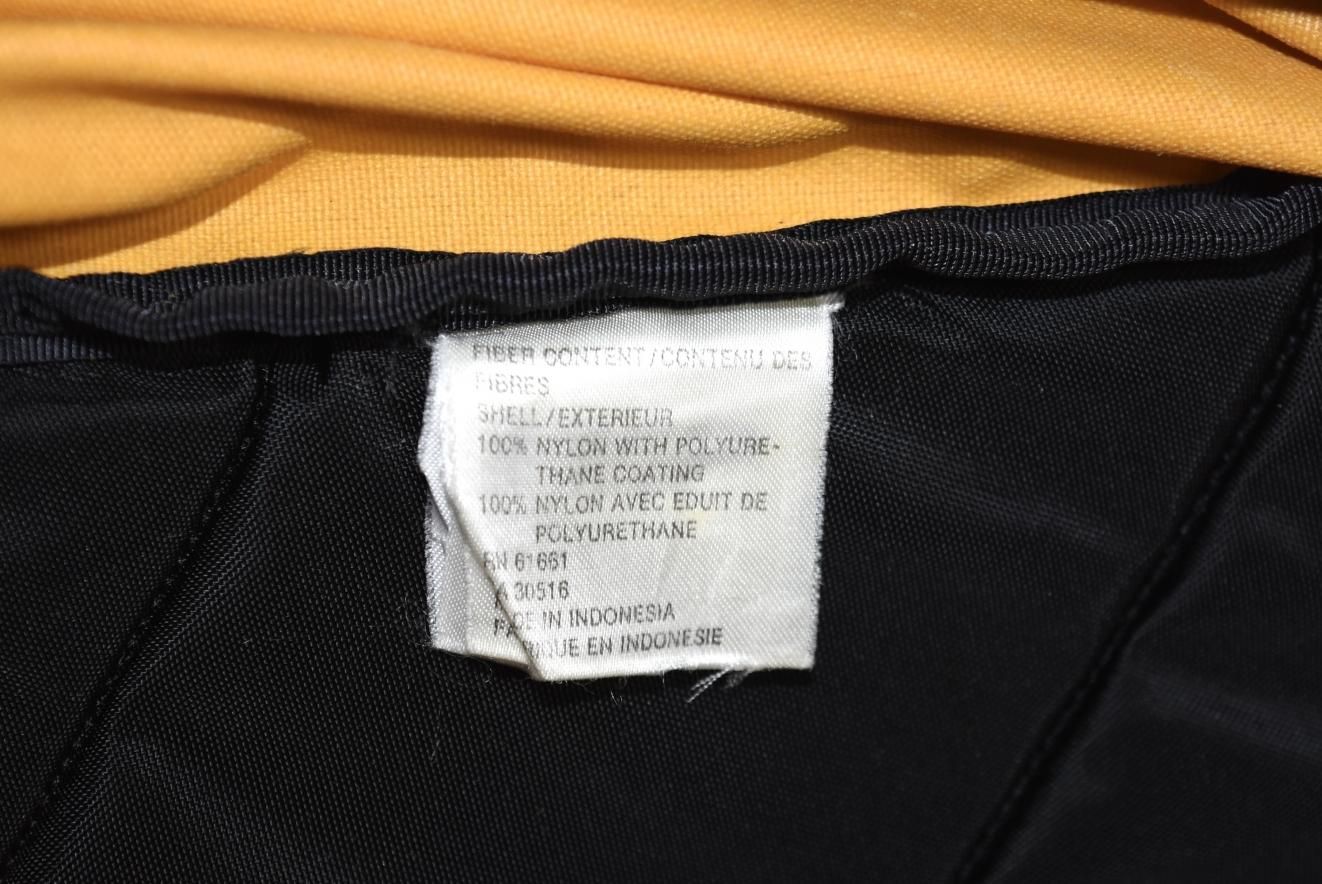 FIBER CONTENT/CONTENU DES
FIBRES
SHELL/EXTERIEUR
100% NYLON WITH POLYURE-
THANE COATING
100% NYLON AVEC EDUIT DE
POLYURETHANE
61661
30516
IN INDONESIA
EN INDONESIE